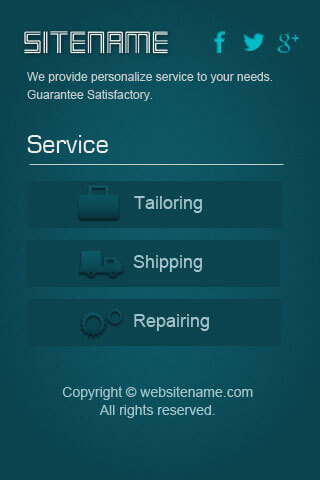 SITENAME
We provide personalize service to your needs.
Guarantee Satisfactory.
Service
Tailoring
Shipping
Repairing
Copyright © websitename.com
All rights reserved.